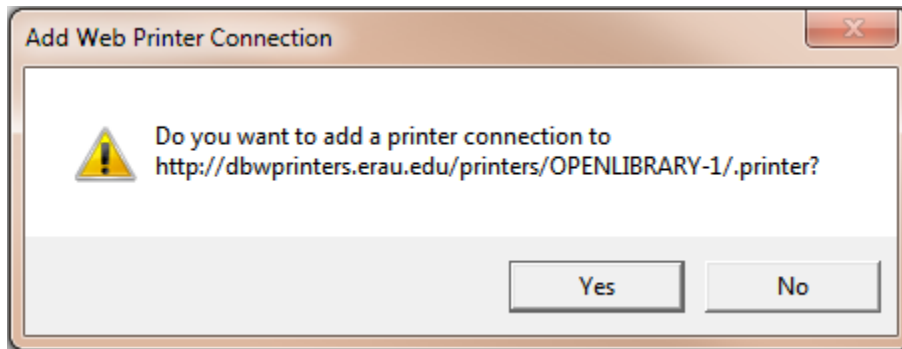 Add Web Printer Connection
Do you want to add a printer connection to
http://dbwprinters.erau.edu/printers/OPENLIBRARY-1/.printer?
Yes
No